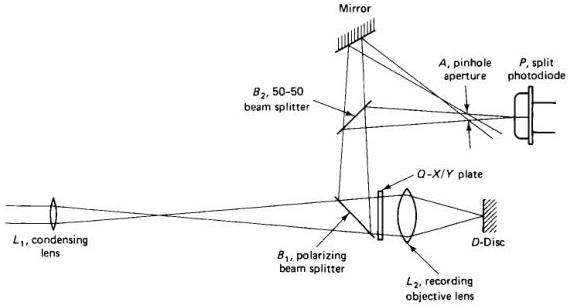 Mirror
A, pinhole
aperture
P, split
photodiode
B2, 50-50
beam splitter
Q-X/Y plate
L1, condensing
lens
B1, polarizing
beam splitter
D-Disc
L2, recording
objective lens